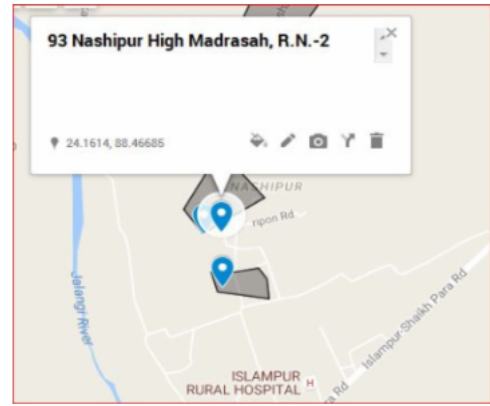 93 Nashipur High Madrasah, R.N.-2
24.1614, 88.46685
NASHIPUR
ripon Rd
Jalangi River
Islampur-Shaikh Para Rd
ISLAMPUR
RURAL HOSPITAL H
a Rd